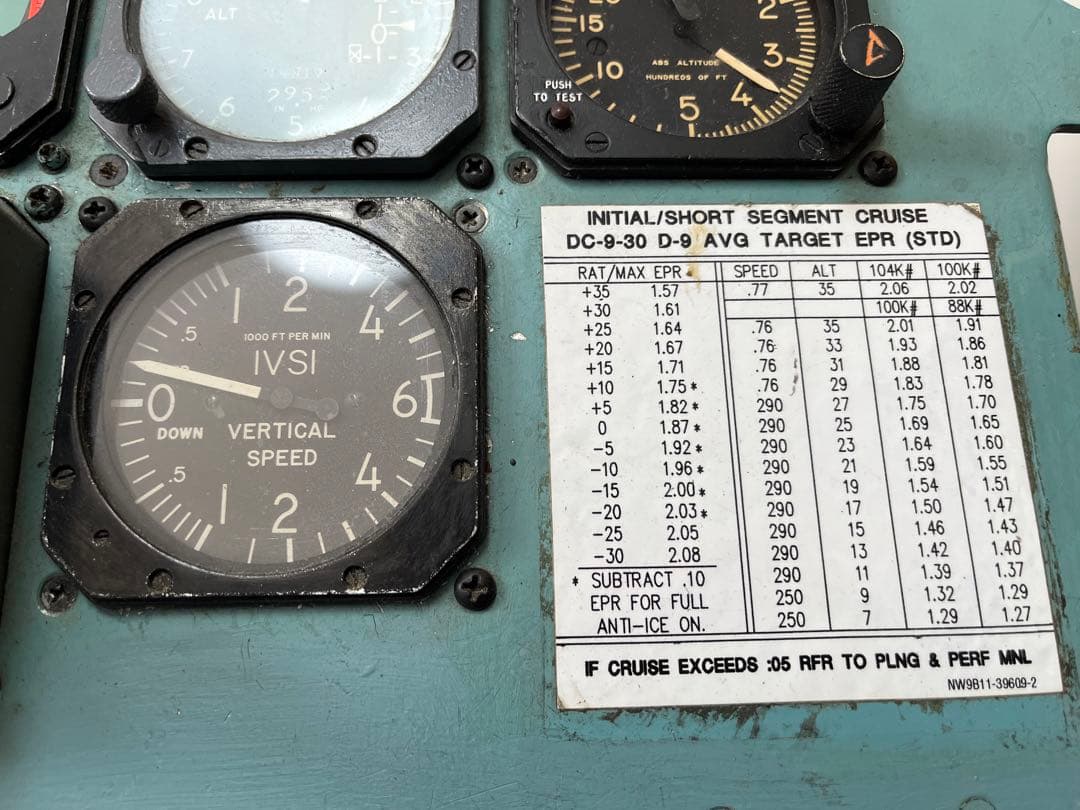 ALT
7
6
5
3
2952
15
10
5
4
3
2
ABS ALTITUDE
HUNDREDS OF FT
PUSH
TO TEST
1 2 4
.5
1000 FT PER MIN
IVSI
0 6
DOWN VERTICAL
SPEED
.5 4
1 2
INITIAL/SHORT SEGMENT CRUISE
DC-9-30 D-9 AVG TARGET EPR (STD)
RAT/MAX EPR SPEED ALT 104K# 100K#
+35 1.57 .77 35 2.06 2.02
+30 1.61 100K# 88K#
+25 1.64 .76 35 2.01 1.91
+20 1.67 .76 33 1.93 1.86
+15 1.71 .76 31 1.88 1.81
+10 1.75* .76 29 1.83 1.78
+5 1.82* 290 27 1.75 1.70
0 1.87* 290 25 1.69 1.65
-5 1.92* 290 23 1.64 1.60
-10 1.96* 290 21 1.59 1.55
-15 2.00* 290 19 1.54 1.51
-20 2.03* 290 17 1.50 1.47
-25 2.05 290 15 1.46 1.43
-30 2.08 290 13 1.42 1.40
* SUBTRACT .10 290 11 1.39 1.37
EPR FOR FULL 250 9 1.32 1.29
ANTI-ICE ON. 250 7 1.29 1.27
IF CRUISE EXCEEDS :05 RFR TO PLNG & PERF MNL
NW9B11-39609-2